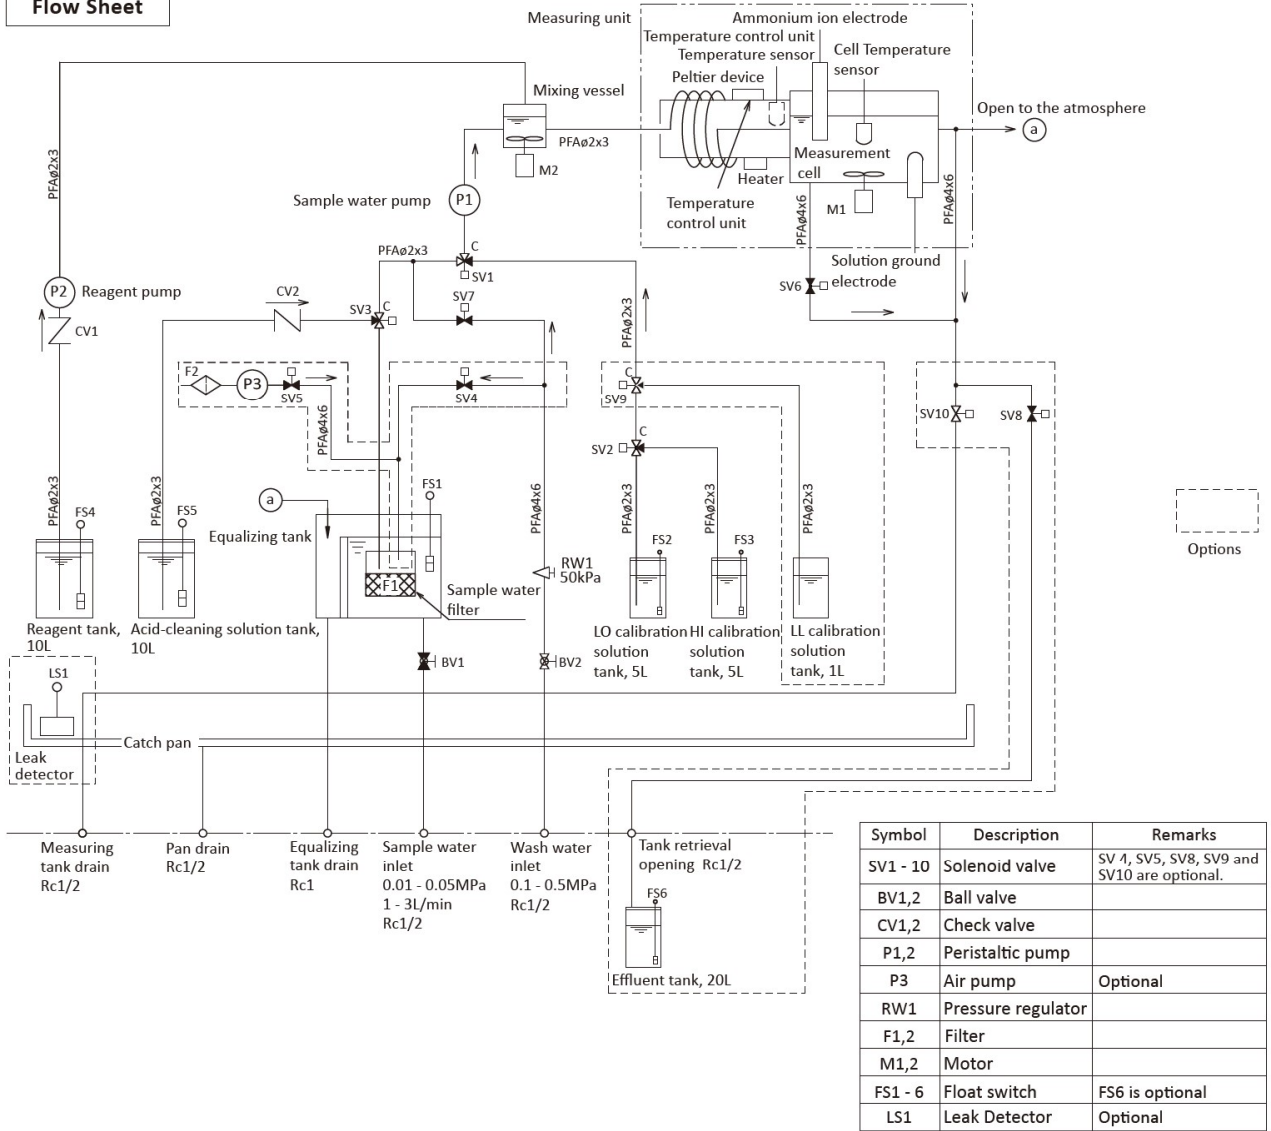 Flow Sheet
Measuring unit
Ammonium ion electrode
Temperature control unit
Temperature sensor
Cell Temperature
sensor
Peltier device
Mixing vessel
Open to the atmosphere
a
PFAø2x3
PFAø2x3
M2
Measurement
cell
Heater
Temperature
control unit
M1
PFAø4x6
PFAø4x6
Sample water pump
P1
PFAø2x3
C
SV1
Solution ground
electrode
SV6
P2
Reagent pump
CV1
CV2
SV3
C
SV7
PFAø2x3
F2
P3
SV5
SV4
PFAø4x6
C
SV9
SV2
C
SV10
SV8
PFAø2x3
FS4
PFAø2x3
FS5
a
Equalizing tank
FS1
PFAø4x6
PFAø2x3
FS2
PFAø2x3
FS3
PFAø2x3
Options
F1
Sample water
filter
RW1
50kPa
Reagent tank,
10L
Acid-cleaning solution tank,
10L
LO calibration
solution
tank, 5L
HI calibration
solution
tank, 5L
LL calibration
solution
tank, 1L
BV1
BV2
LS1
Leak
detector
Catch pan
Measuring
tank drain
Rc1/2
Pan drain
Rc1/2
Equalizing
tank drain
Rc1
Sample water
inlet
0.01 - 0.05MPa
1 - 3L/min
Rc1/2
Wash water
inlet
0.1 - 0.5MPa
Rc1/2
Tank retrieval
opening Rc1/2
FS6
Effluent tank, 20L
Symbol Description Remarks
SV1 - 10 Solenoid valve SV 4, SV5, SV8, SV9 and
SV10 are optional.
BV1,2 Ball valve
CV1,2 Check valve
P1,2 Peristaltic pump
P3 Air pump Optional
RW1 Pressure regulator
F1,2 Filter
M1,2 Motor
FS1 - 6 Float switch FS6 is optional
LS1 Leak Detector Optional